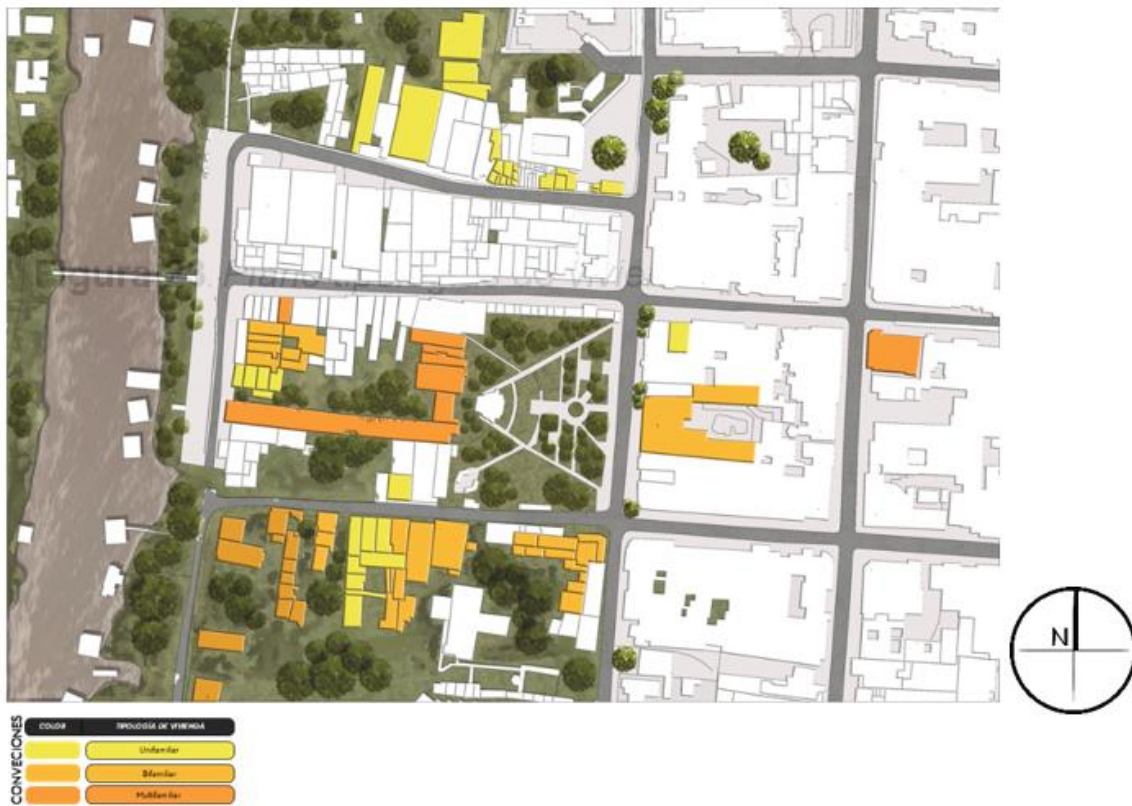 N
CONVECIONES
COLOR TIPOLOGÍA DE VIVIENDA
Unifamiliar
Bifamiliar
Multifamiliar